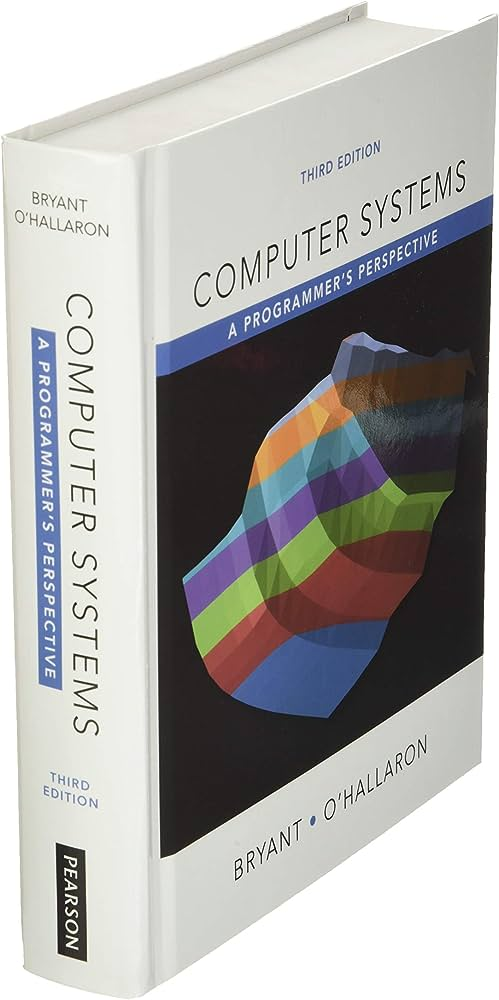 BRYANT
O'HALLARON
COMPUTER SYSTEMS
A PROGRAMMER'S PERSPECTIVE
THIRD
EDITION
PEARSON
THIRD EDITION
COMPUTER SYSTEMS
A PROGRAMMER'S PERSPECTIVE
BRYANT • O'HALLARON